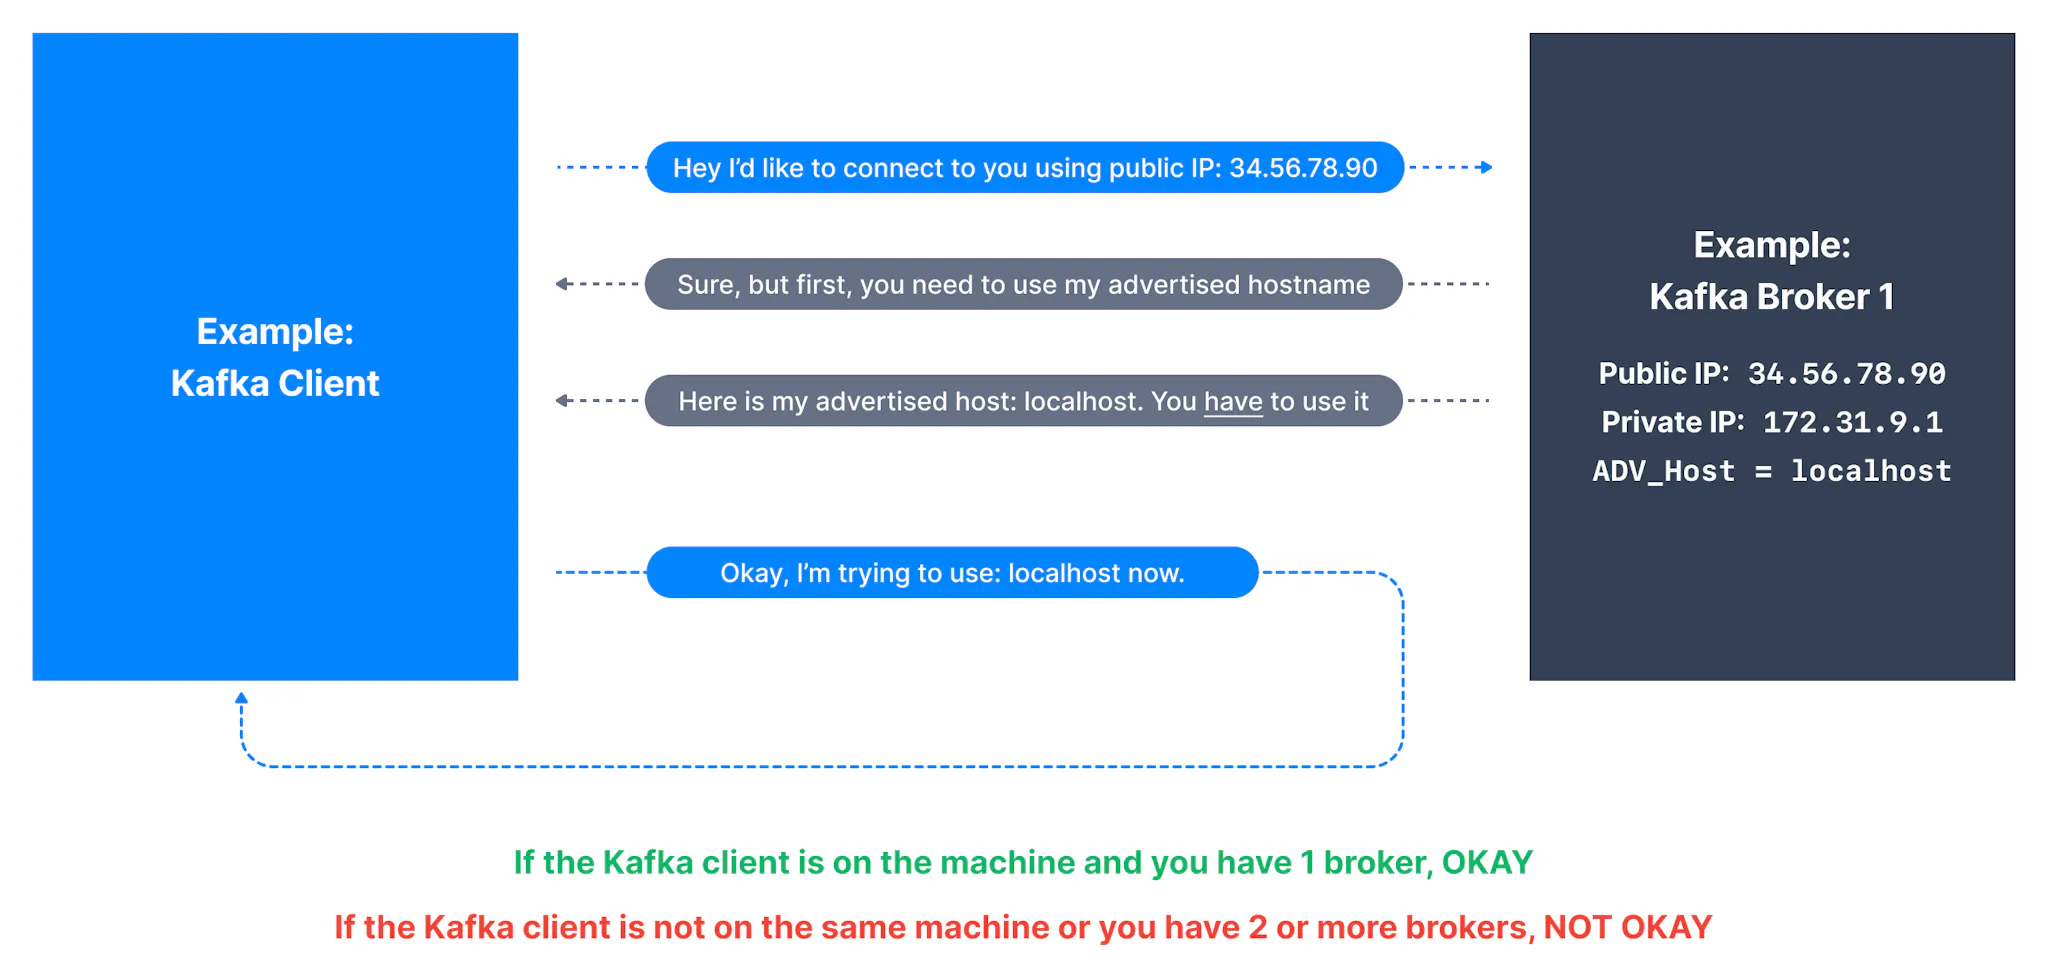 Example:
Kafka Client
Hey I’d like to connect to you using public IP: 34.56.78.90
Sure, but first, you need to use my advertised hostname
Here is my advertised host: localhost. You have to use it
Okay, I’m trying to use: localhost now.
Example:
Kafka Broker 1
Public IP: 34.56.78.90
Private IP: 172.31.9.1
ADV_Host = localhost
If the Kafka client is on the machine and you have 1 broker, OKAY
If the Kafka client is not on the same machine or you have 2 or more brokers, NOT OKAY